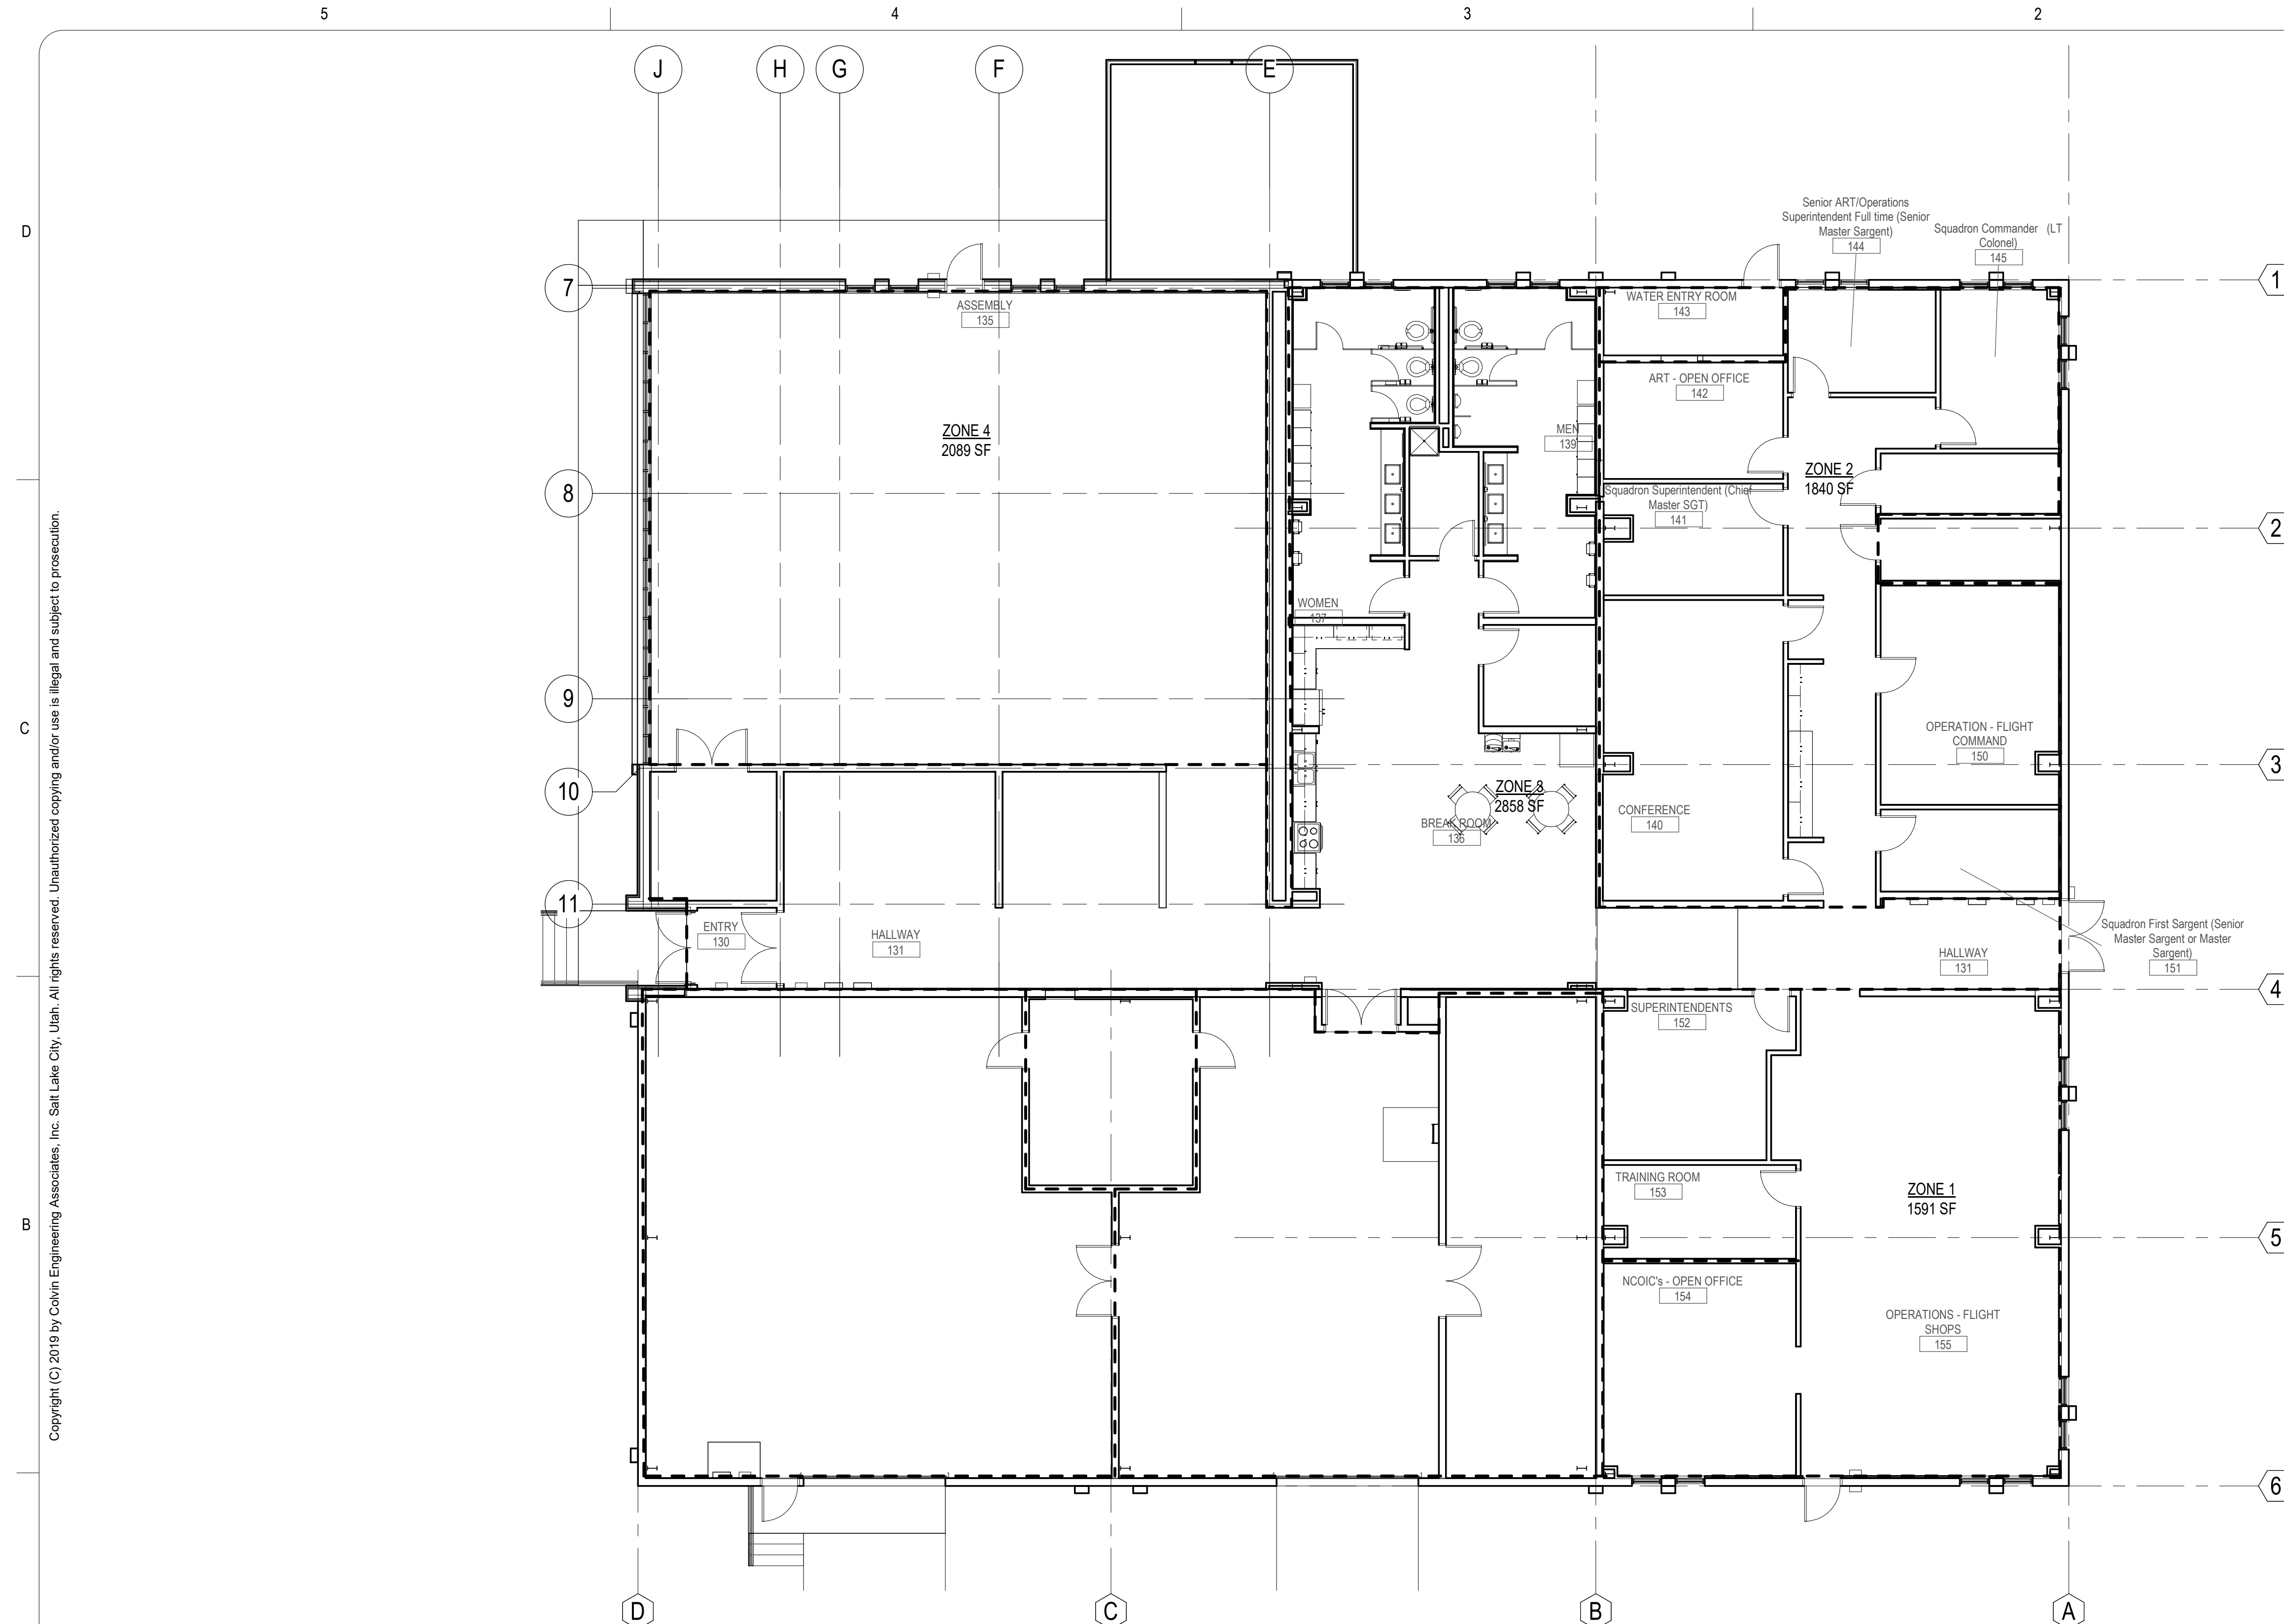 5
4
3
2
J
H
G
F
E
D
C
B
Copyright (C) 2019 by Colvin Engineering Associates, Inc. Salt Lake City, Utah. All rights reserved. Unauthorized copying and/or use is illegal and subject to prosecution.
7
8
9
10
11
ASSEMBLY
135
ZONE 4
2089 SF
ENTRY
130
HALLWAY
131
WOMEN
137
MEN
139
ZONE 3
2858 SF
BREAK ROOM
136
WATER ENTRY ROOM
143
ART - OPEN OFFICE
142
Squadron Superintendent (Chief
Master SGT)
141
CONFERENCE
140
Senior ART/Operations
Superintendent Full time (Senior
Master Sargent)
144
Squadron Commander (LT
Colonel)
145
ZONE 2
1840 SF
OPERATION - FLIGHT
COMMAND
150
Squadron First Sargent (Senior
Master Sargent or Master
Sargent)
151
HALLWAY
131
SUPERINTENDENTS
152
TRAINING ROOM
153
NCOIC's - OPEN OFFICE
154
ZONE 1
1591 SF
OPERATIONS - FLIGHT
SHOPS
155
1
2
3
4
5
6
D
C
B
A